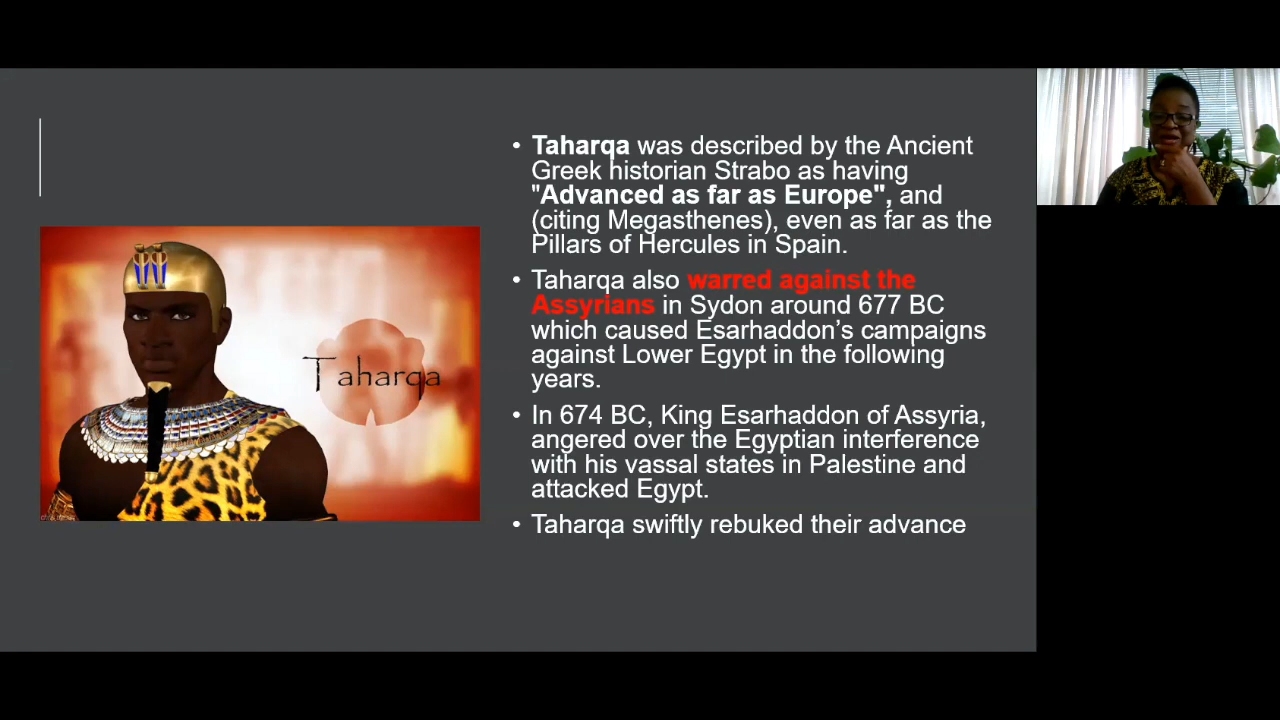 • Taharqa was described by the Ancient
Greek historian Strabo as having
"Advanced as far as Europe", and
(citing Megasthenes), even as far as the
Pillars of Hercules in Spain.
• Taharqa also warred against the
Assyrians in Sydon around 677 BC
which caused Esarhaddon’s campaigns
against Lower Egypt in the following
years.
• In 674 BC, King Esarhaddon of Assyria,
angered over the Egyptian interference
with his vassal states in Palestine and
attacked Egypt.
• Taharqa swiftly rebuked their advance
Taharqa